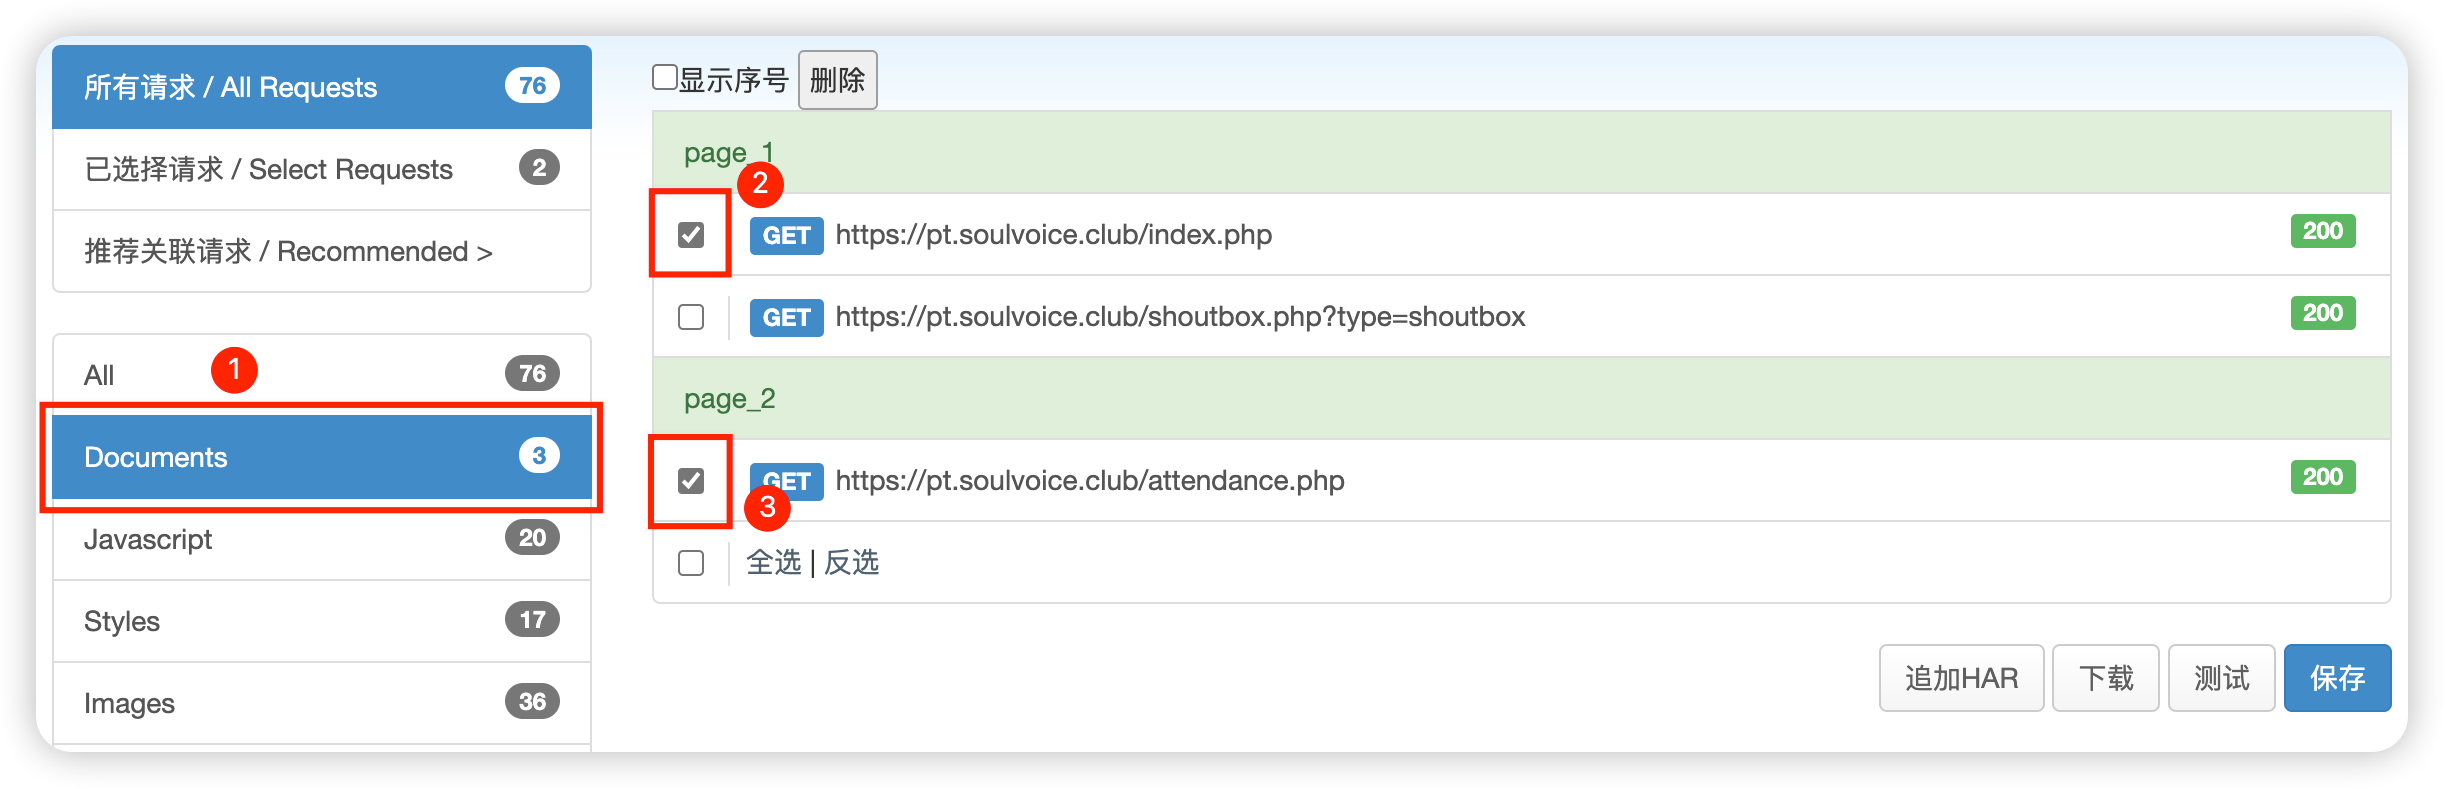 所有请求 / All Requests 76
已选择请求 / Select Requests 2
推荐关联请求 / Recommended >
All 76
1
Documents 3
Javascript 20
Styles 17
Images 36
显示序号 删除
page_1
2
GET https://pt.soulvoice.club/index.php 200
GET https://pt.soulvoice.club/shoutbox.php?type=shoutbox 200
page_2
GET https://pt.soulvoice.club/attendance.php 200
3
全选 | 反选
追加HAR 下载 测试 保存